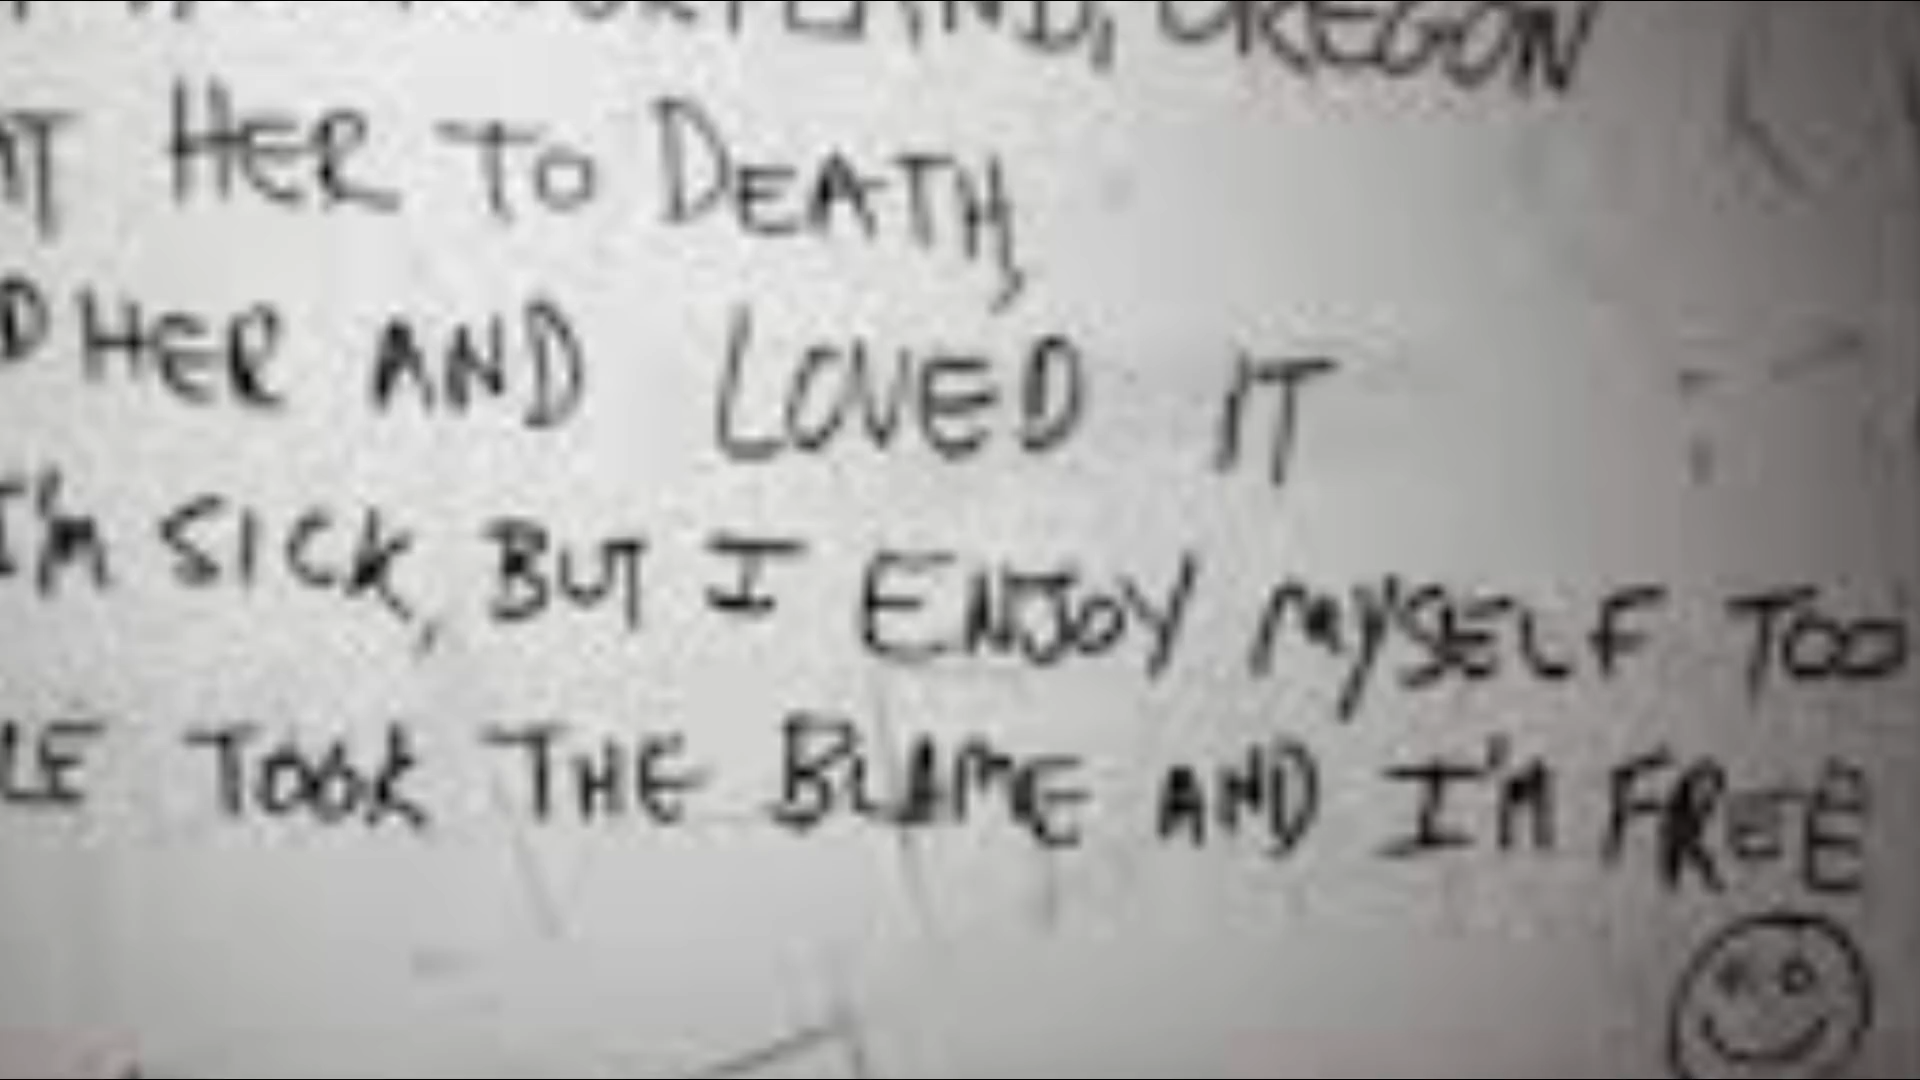 OREGON
HER TO DEATH,
HER AND LOVED IT
I'M SICK, BUT I ENJOY MYSELF TOO
TOOK THE BLAME AND I'M FREE